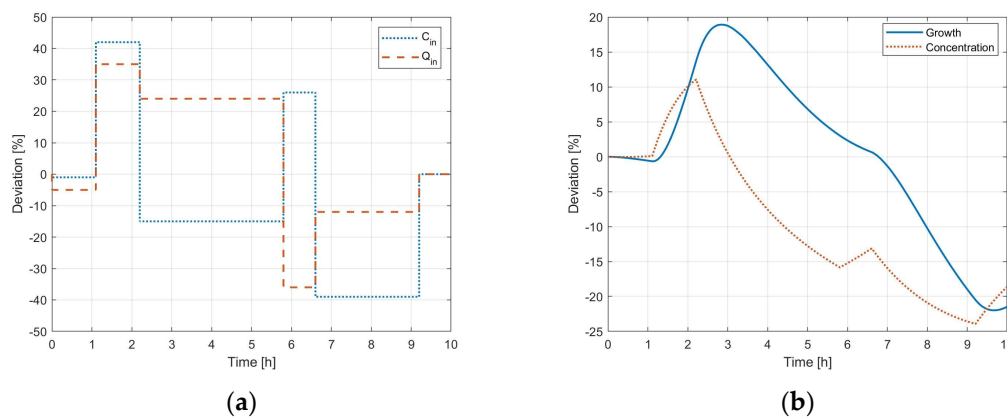 50
40
30
20
10
0
-10
-20
-30
-40
-50
Deviation [%]
0 1 2 3 4 5 6 7 8 9 10
Time [h]
C_in
Q_in
(a)
20
15
10
5
0
-5
-10
-15
-20
-25
Deviation [%]
0 1 2 3 4 5 6 7 8 9 1
Time [h]
Growth
Concentration
(b)